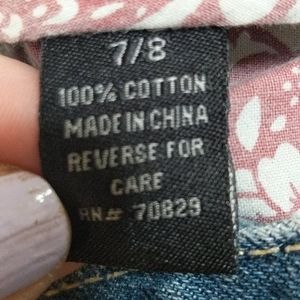 7/8
100% COTTON
MADE IN CHINA
REVERSE FOR
CARE
RN# 70829